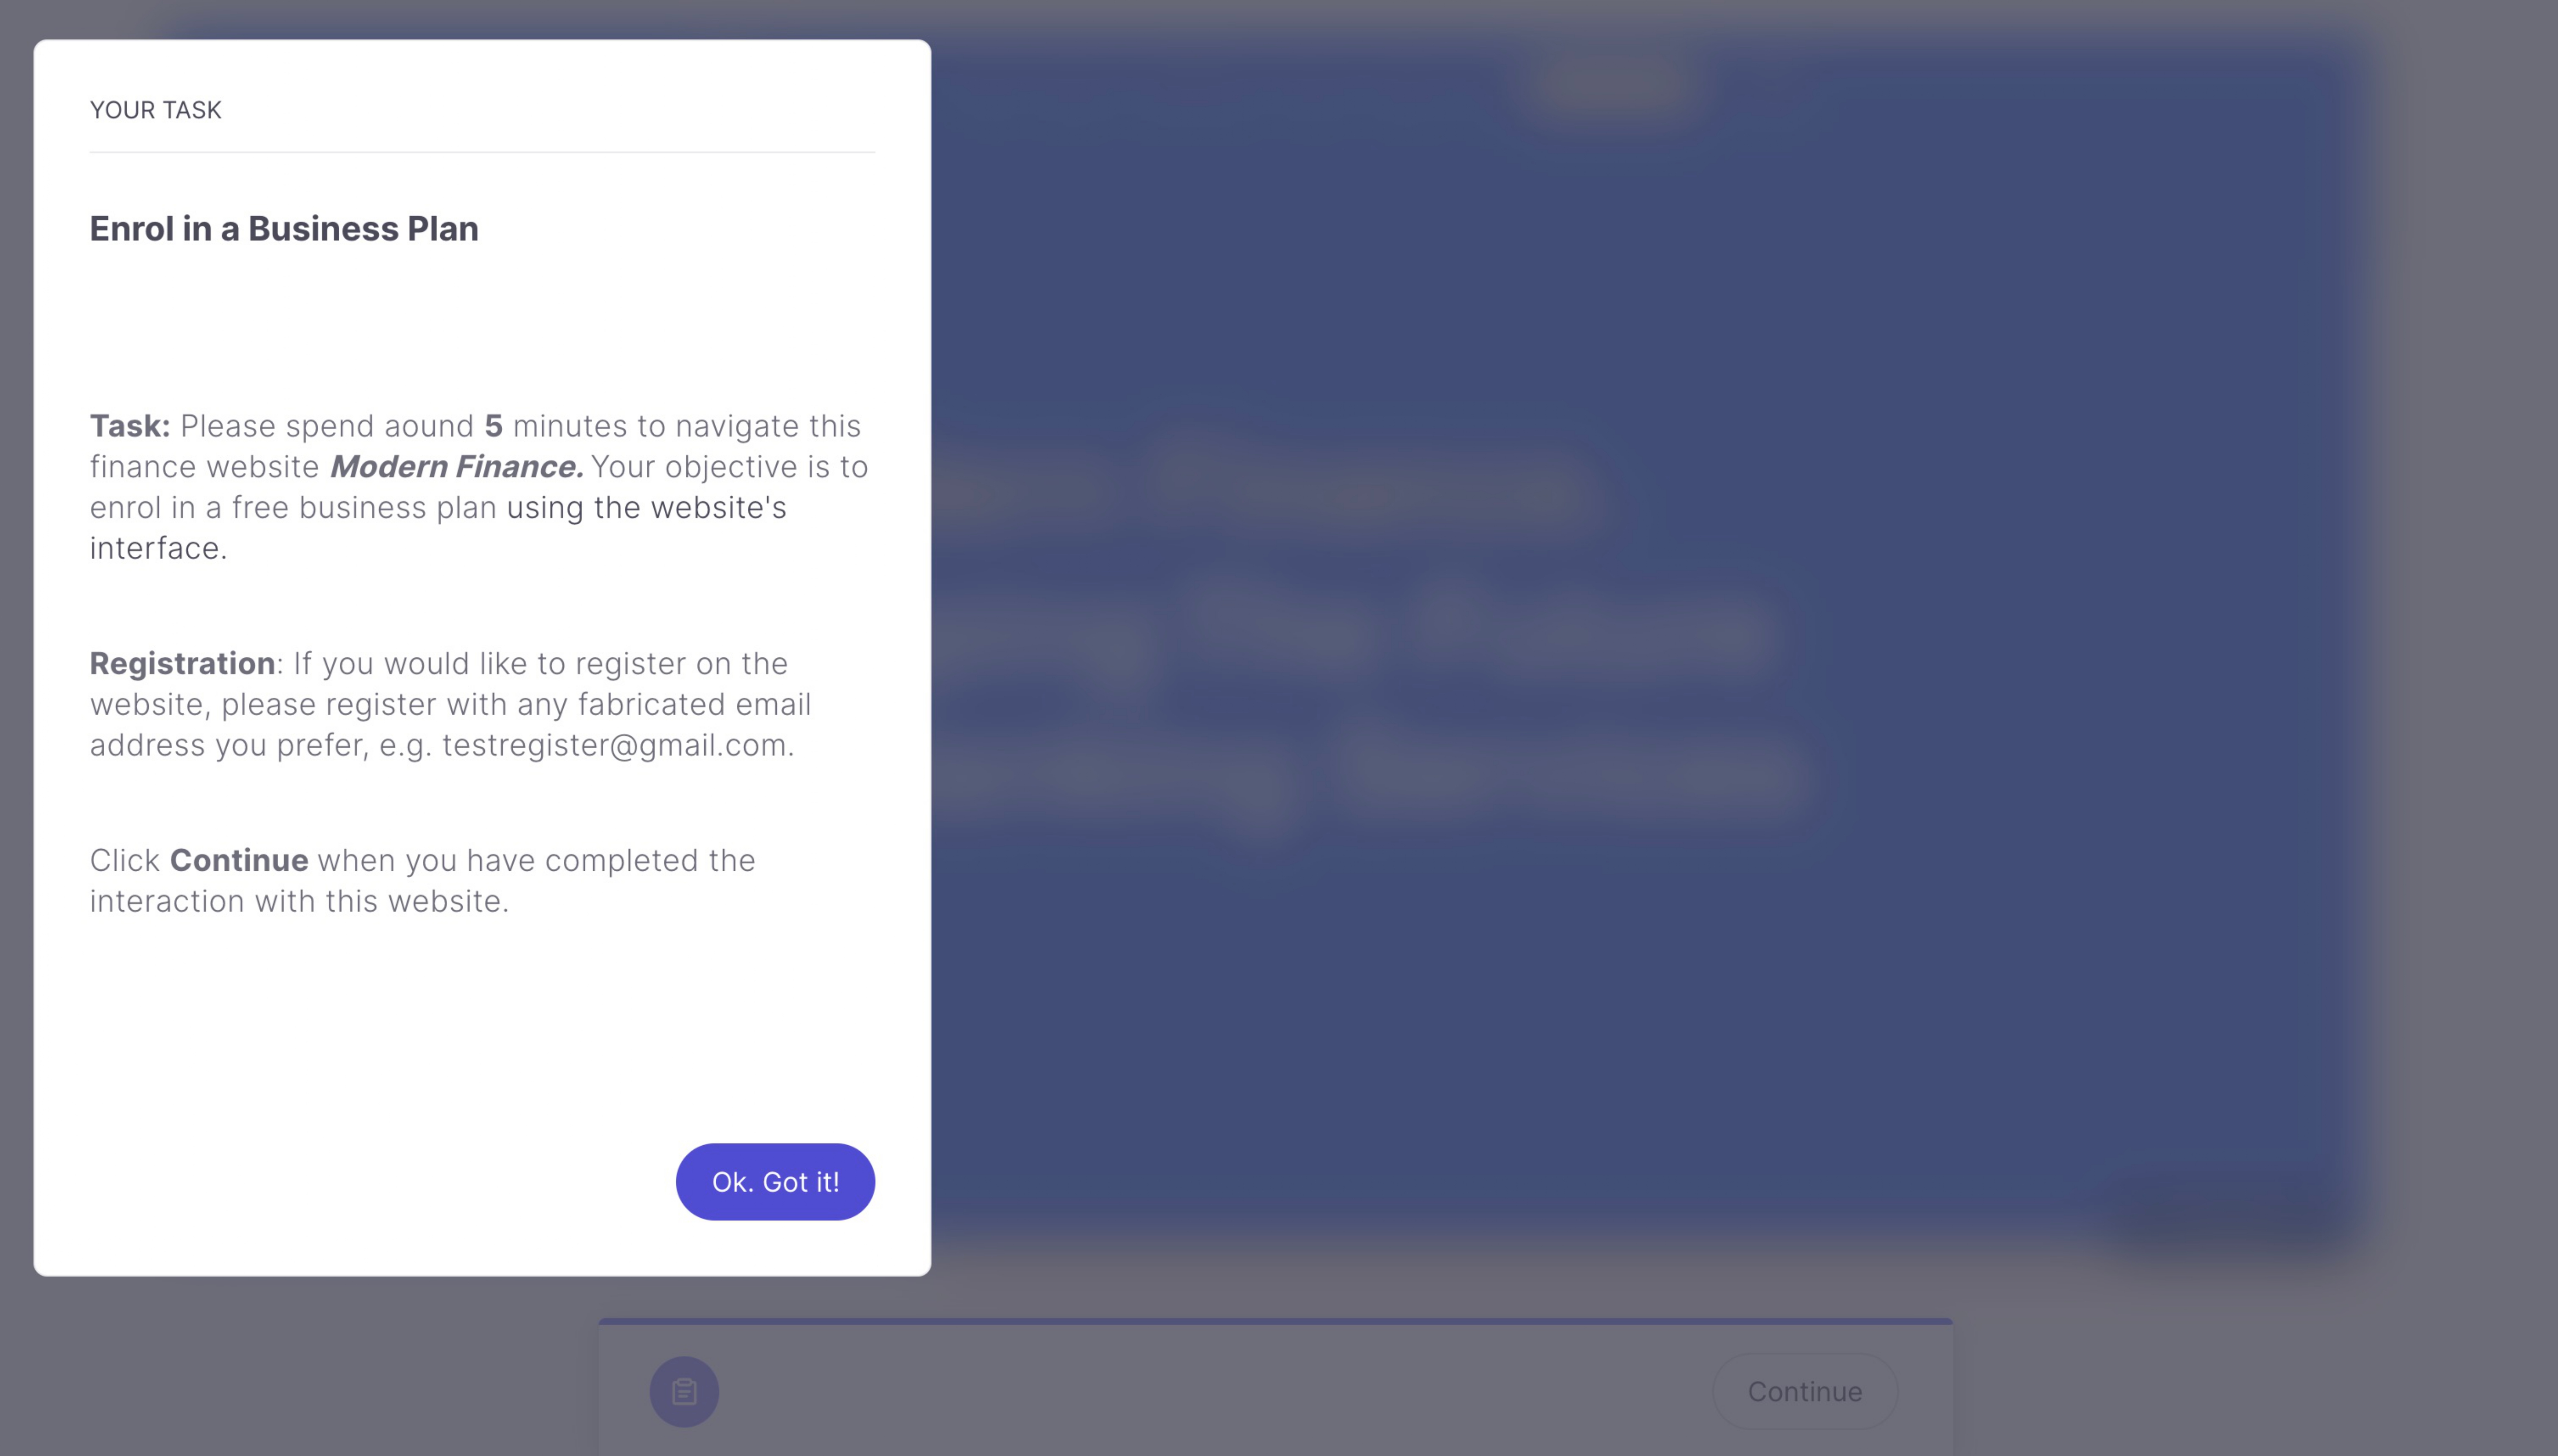 YOUR TASK
Enrol in a Business Plan
Task: Please spend aound 5 minutes to navigate this
finance website Modern Finance. Your objective is to
enrol in a free business plan using the website's
interface.
Registration: If you would like to register on the
website, please register with any fabricated email
address you prefer, e.g. testregister@gmail.com.
Click Continue when you have completed the
interaction with this website.
Ok. Got it!
Continue